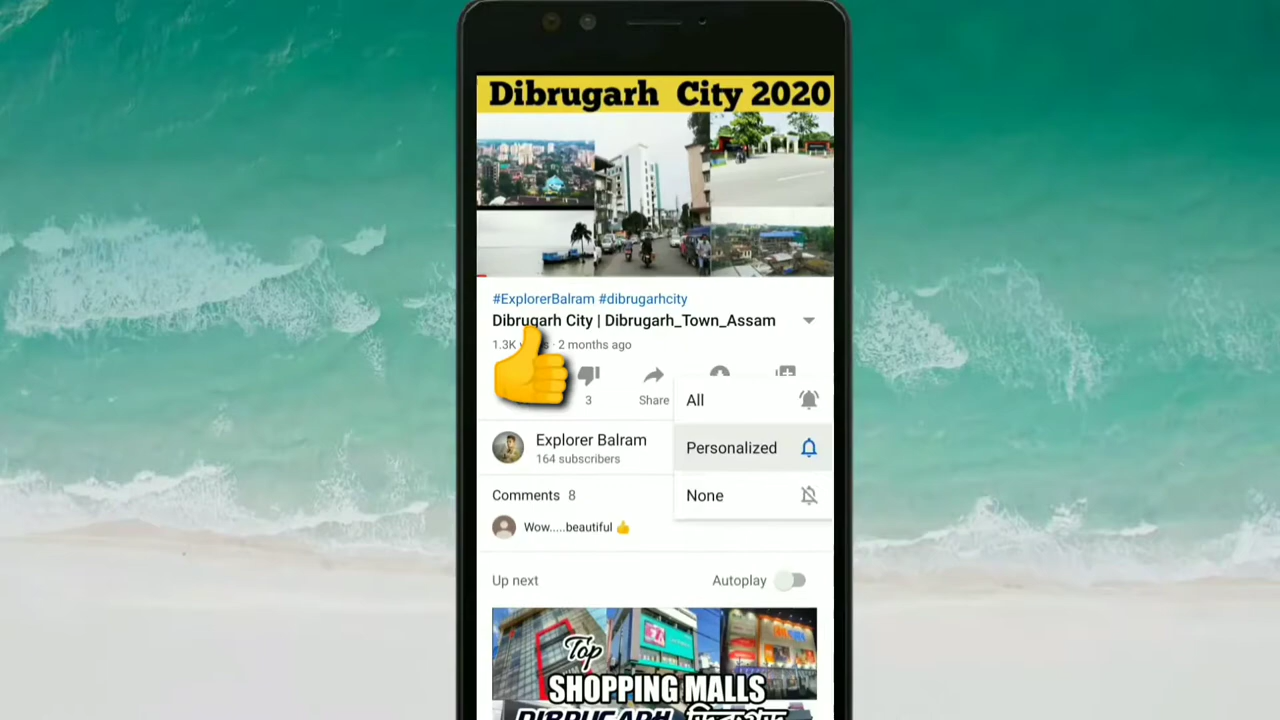 Dibrugarh City 2020
#ExplorerBalram #dibrugarhcity
Dibrugarh City | Dibrugarh_Town_Assam
1.3K · 2 months ago
3
Share
All
Explorer Balram
164 subscribers
Personalized
Comments 8
None
Wow.....beautiful 👍
Up next
Autoplay
Top
SHOPPING MALLS
DIBRUGARH